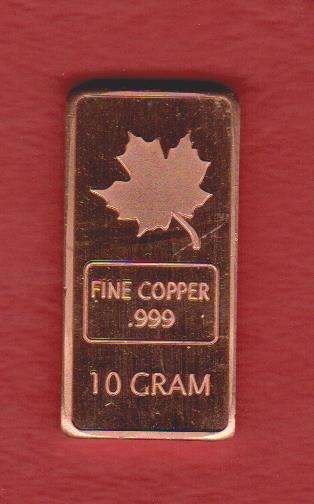 FINE COPPER
.999
10 GRAM